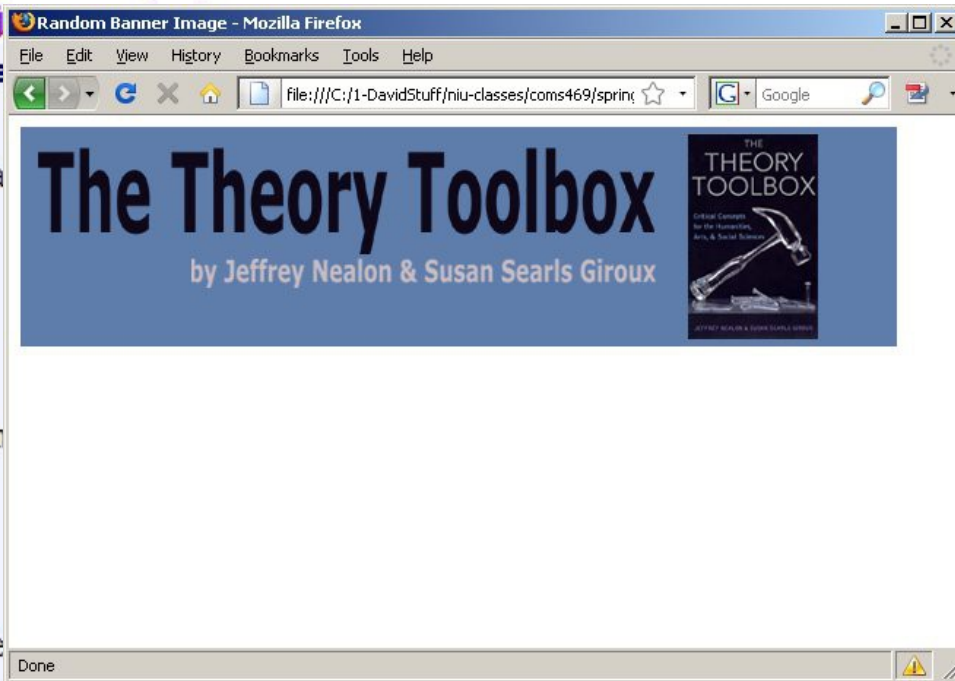 Random Banner Image - Mozilla Firefox
File Edit View History Bookmarks Tools Help
file:///C:/1-DavidStuff/niu-classes/coms469/spring
G Google
The Theory Toolbox
by Jeffrey Nealon & Susan Searls Giroux
THE
THEORY
TOOLBOX
Critical Concepts
for the Humanities,
Arts, & Social Sciences
JEFFREY NEALON & SUSAN SEARLS GIROUX
Done